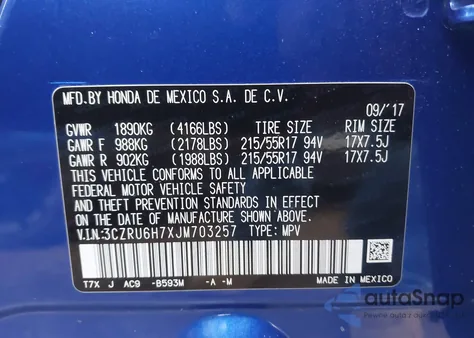 MFD.BY HONDA DE MEXICO S.A. DE C.V.
09/'17
GVWR 1890KG (4166LBS) TIRE SIZE RIM SIZE
GAWR F 988KG (2178LBS) 215/55R17 94V 17X7.5J
GAWR R 902KG (1988LBS) 215/55R17 94V 17X7.5J
THIS VEHICLE CONFORMS TO ALL APPLICABLE
FEDERAL MOTOR VEHICLE SAFETY
AND THEFT PREVENTION STANDARDS IN EFFECT
ON THE DATE OF MANUFACTURE SHOWN ABOVE.
V.I.N:3CZRU6H7XJM703257 TYPE: MPV
T7X J AC9 -B593M -A -M MADE IN MEXICO
autoSnap